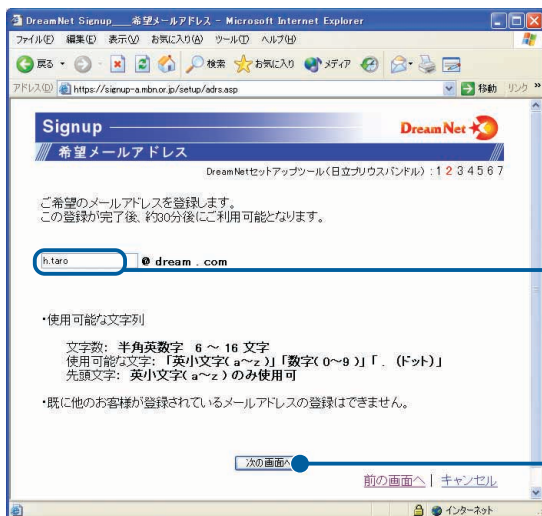 DreamNet Signup___希望メールアドレス - Microsoft Internet Explorer
ファイル(F) 編集(E) 表示(V) お気に入り(A) ツール(T) ヘルプ(H)
戻る 検索 お気に入り メディア
アドレス(D) https://signup-a.mbn.or.jp/setup/adrs.asp 移動 リンク »
Signup DreamNet
希望メールアドレス
DreamNetセットアップツール(日立プリウスバンドル) : 1 2 3 4 5 6 7
ご希望のメールアドレスを登録します。
この登録が完了後、約30分後にご利用可能となります。
h.taro @ dream . com
・使用可能な文字列
文字数: 半角英数字 6 ～ 16 文字
使用可能な文字: 「英小文字( a～z )」「数字( 0～9 )」「 . (ドット)」
先頭文字: 英小文字( a～z ) のみ使用可
・既に他のお客様が登録されているメールアドレスの登録はできません。
次の画面へ
前の画面へ | キャンセル
インターネット